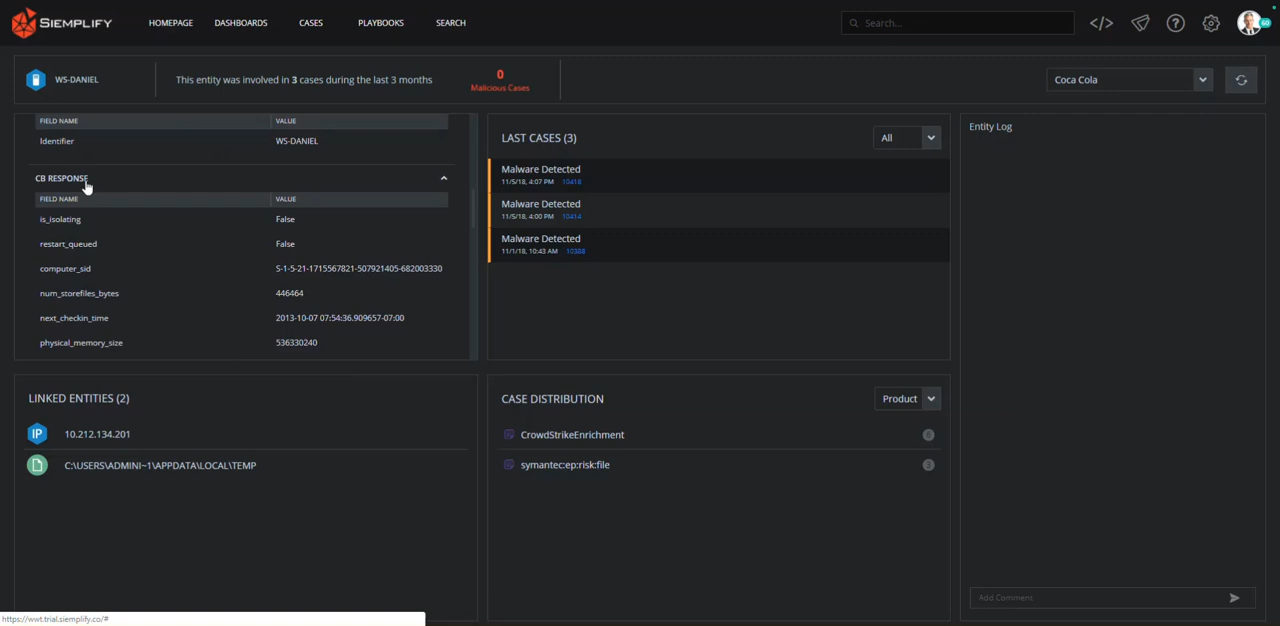 SIEMPLIFY
HOMEPAGE DASHBOARDS CASES PLAYBOOKS SEARCH
Search...
</>
?
60
WS-DANIEL
This entity was involved in 3 cases during the last 3 months
0
Malicious Cases
Coca Cola
FIELD NAME VALUE
Identifier WS-DANIEL
CB RESPONSE
FIELD NAME VALUE
is_isolating False
restart_queued False
computer_sid S-1-5-21-1715567821-507921405-682003330
num_storefiles_bytes 446464
next_checkin_time 2013-10-07 07:54:36.909657-07:00
physical_memory_size 536330240
LAST CASES (3)
All
Malware Detected
11/5/18, 4:07 PM 10418
Malware Detected
11/5/18, 4:00 PM 10414
Malware Detected
11/1/18, 10:43 AM 10388
Entity Log
LINKED ENTITIES (2)
IP 10.212.134.201
C:\USERS\ADMINI~1\APPDATA\LOCAL\TEMP
CASE DISTRIBUTION
Product
CrowdStrikeEnrichment
symantec:ep:risk:file 3
Add Comment
https://wwt.trial.siemplify.co/#